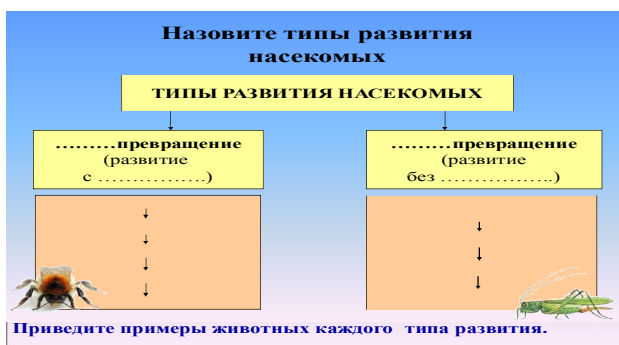 Назовите типы развития
насекомых
ТИПЫ РАЗВИТИЯ НАСЕКОМЫХ
………превращение
(развитие
с ……………)
………превращение
(развитие
без …………….)
Приведите примеры животных каждого типа развития.